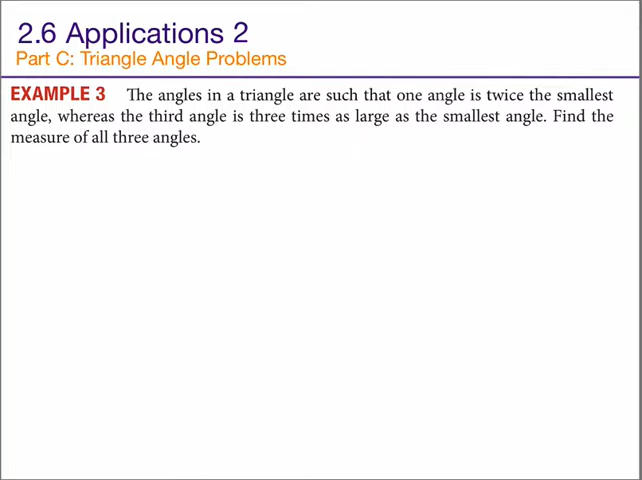 2.6 Applications 2
Part C: Triangle Angle Problems
EXAMPLE 3 The angles in a triangle are such that one angle is twice the smallest
angle, whereas the third angle is three times as large as the smallest angle. Find the
measure of all three angles.